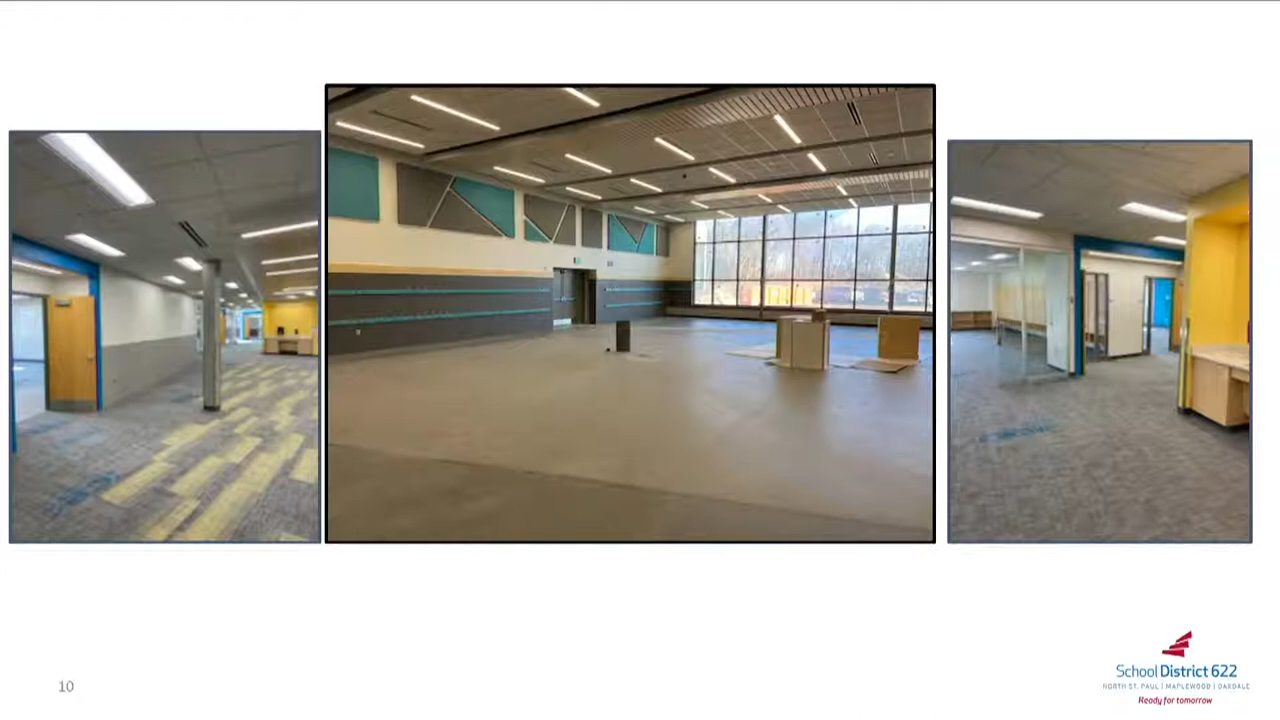 10
School District 622
NORTH ST. PAUL | MAPLEWOOD | OAKDALE
Ready for tomorrow